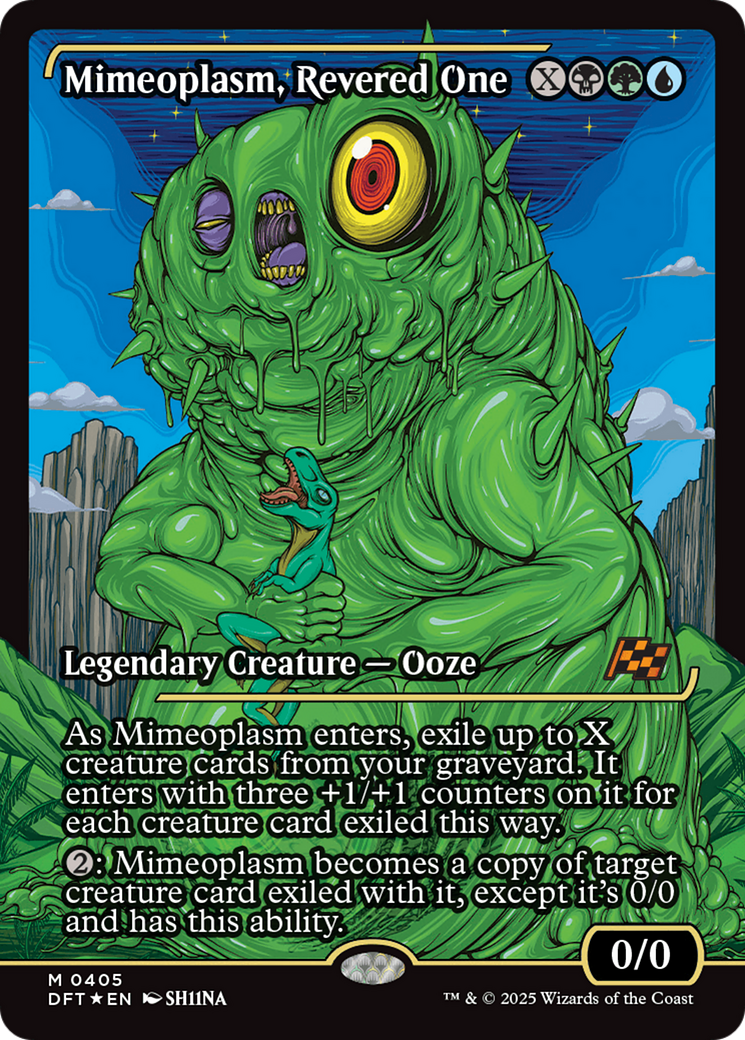 Mimeoplasm, Revered One X
Legendary Creature — Ooze
As Mimeoplasm enters, exile up to X
creature cards from your graveyard. It
enters with three +1/+1 counters on it for
each creature card exiled this way.
2: Mimeoplasm becomes a copy of target
creature card exiled with it, except it's 0/0
and has this ability.
0/0
M 0405
DFT★EN SH11NA
™ & © 2025 Wizards of the Coast